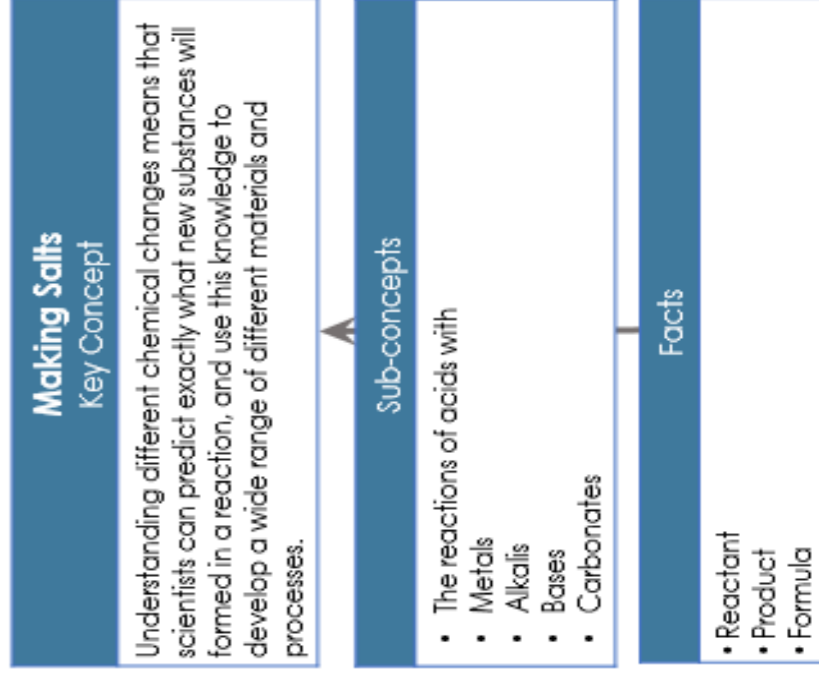 Making Salts
Key Concept
Understanding different chemical changes means that
scientists can predict exactly what new substances will
formed in a reaction, and use this knowledge to
develop a wide range of different materials and
processes.
Sub-concepts
• The reactions of acids with
• Metals
• Alkalis
• Bases
• Carbonates
Facts
• Reactant
• Product
• Formula